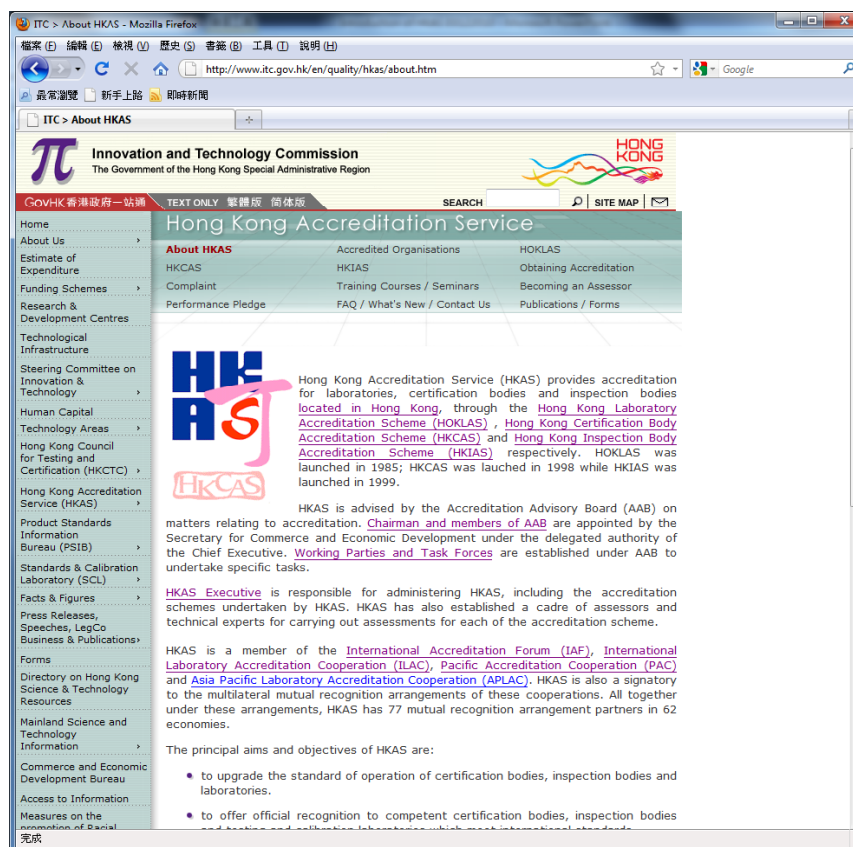 ITC > About HKAS - Mozilla Firefox
檔案(F) 編輯(E) 檢視(V) 歷史(S) 書籤(B) 工具(T) 說明(H)
http://www.itc.gov.hk/en/quality/hkas/about.htm
Google
最常瀏覽 新手上路 即時新聞
ITC > About HKAS
Innovation and Technology Commission
The Government of the Hong Kong Special Administrative Region
HONG
KONG
GovHK香港政府一站通 TEXT ONLY 繁體版 简体版 SEARCH SITE MAP
Hong Kong Accreditation Service
About HKAS Accredited Organisations HOKLAS
HKCAS HKIAS Obtaining Accreditation
Complaint Training Courses / Seminars Becoming an Assessor
Performance Pledge FAQ / What's New / Contact Us Publications / Forms
Home
About Us
Estimate of
Expenditure
Funding Schemes
Research &
Development Centres
Technological
Infrastructure
Steering Committee on
Innovation &
Technology
Human Capital
Technology Areas
Hong Kong Council
for Testing and
Certification (HKCTC)
Hong Kong Accreditation
Service (HKAS)
Product Standards
Information
Bureau (PSIB)
Standards & Calibration
Laboratory (SCL)
Facts & Figures
Press Releases,
Speeches, LegCo
Business & Publications
Forms
Directory on Hong Kong
Science & Technology
Resources
Mainland Science and
Technology
Information
Commerce and Economic
Development Bureau
Access to Information
Measures on the
promotion of Racial
HKAS
HKCAS
Hong Kong Accreditation Service (HKAS) provides accreditation
for laboratories, certification bodies and inspection bodies
located in Hong Kong, through the Hong Kong Laboratory
Accreditation Scheme (HOKLAS) , Hong Kong Certification Body
Accreditation Scheme (HKCAS) and Hong Kong Inspection Body
Accreditation Scheme (HKIAS) respectively. HOKLAS was
launched in 1985; HKCAS was lauched in 1998 while HKIAS was
launched in 1999.
HKAS is advised by the Accreditation Advisory Board (AAB) on
matters relating to accreditation. Chairman and members of AAB are appointed by the
Secretary for Commerce and Economic Development under the delegated authority of
the Chief Executive. Working Parties and Task Forces are established under AAB to
undertake specific tasks.
HKAS Executive is responsible for administering HKAS, including the accreditation
schemes undertaken by HKAS. HKAS has also established a cadre of assessors and
technical experts for carrying out assessments for each of the accreditation scheme.
HKAS is a member of the International Accreditation Forum (IAF), International
Laboratory Accreditation Cooperation (ILAC), Pacific Accreditation Cooperation (PAC)
and Asia Pacific Laboratory Accreditation Cooperation (APLAC). HKAS is also a signatory
to the multilateral mutual recognition arrangements of these cooperations. All together
under these arrangements, HKAS has 77 mutual recognition arrangement partners in 62
economies.
The principal aims and objectives of HKAS are:
to upgrade the standard of operation of certification bodies, inspection bodies and
laboratories.
to offer official recognition to competent certification bodies, inspection bodies
and testing and calibration laboratories which meet international standards.
完成